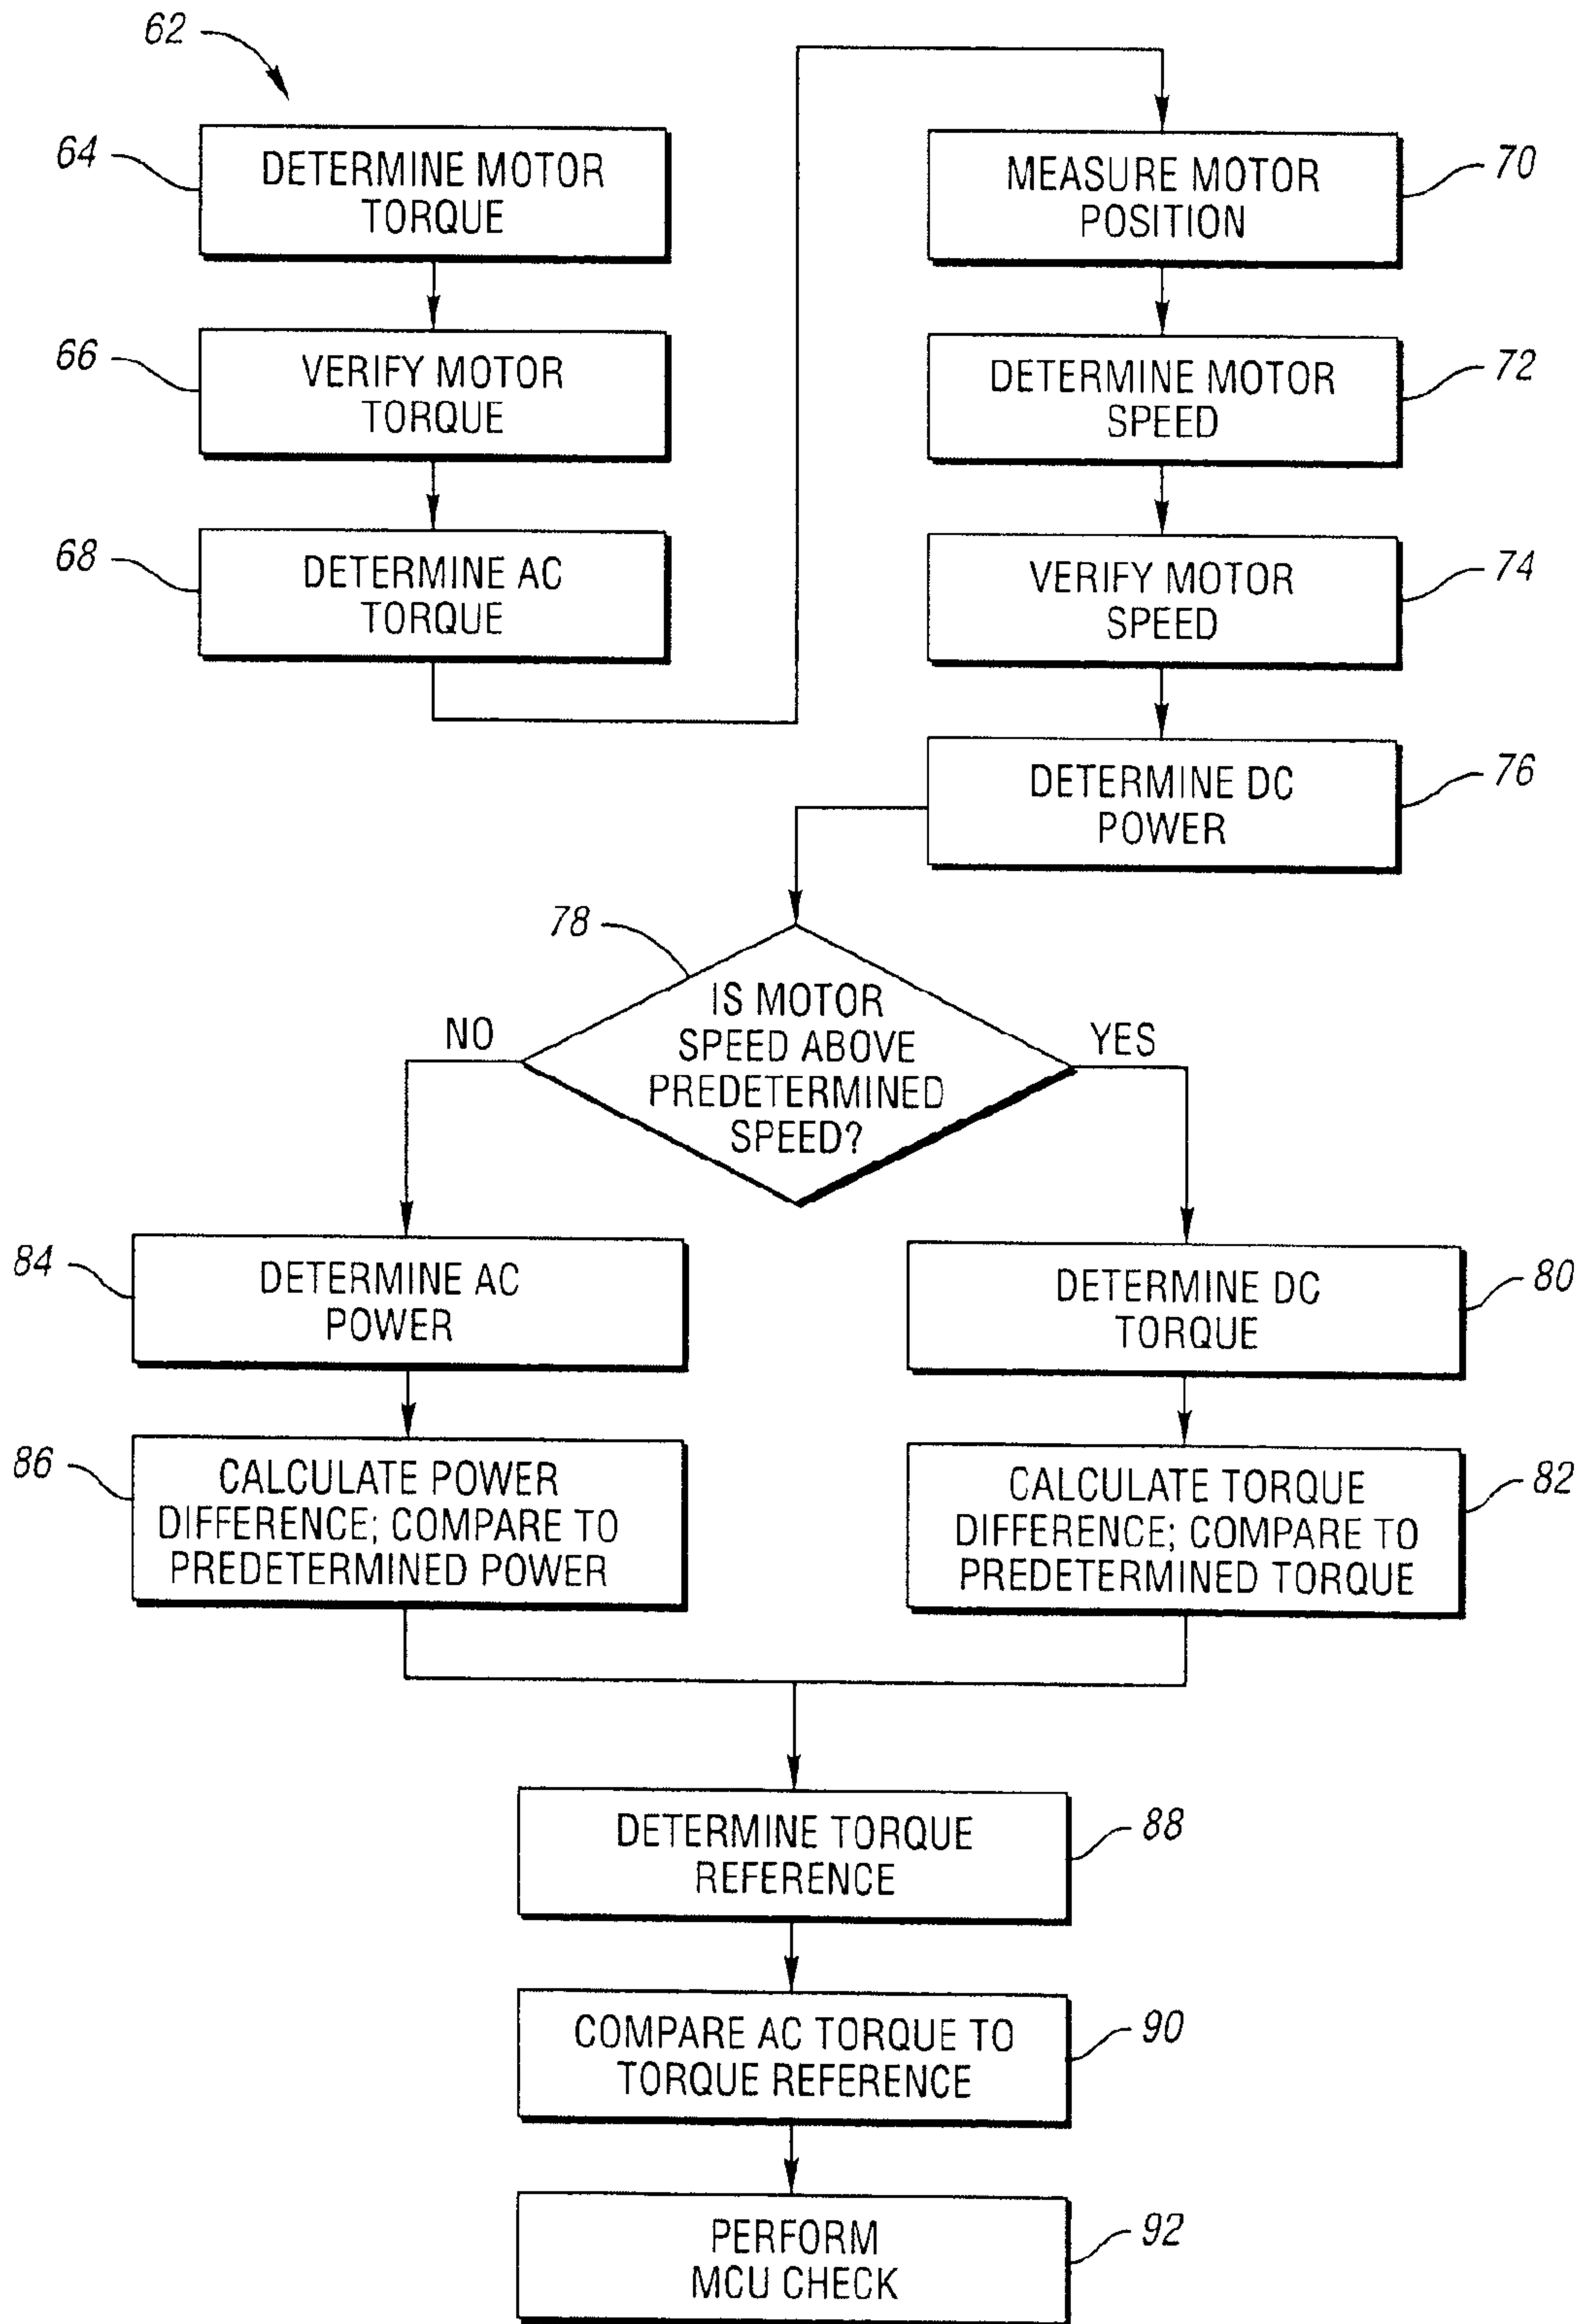 62
64
DETERMINE MOTOR
TORQUE
66
VERIFY MOTOR
TORQUE
68
DETERMINE AC
TORQUE
MEASURE MOTOR
POSITION
70
DETERMINE MOTOR
SPEED
72
VERIFY MOTOR
SPEED
74
DETERMINE DC
POWER
76
78
IS MOTOR
SPEED ABOVE
PREDETERMINED
SPEED?
NO
YES
84
DETERMINE AC
POWER
86
CALCULATE POWER
DIFFERENCE; COMPARE TO
PREDETERMINED POWER
DETERMINE DC
TORQUE
80
CALCULATE TORQUE
DIFFERENCE; COMPARE TO
PREDETERMINED TORQUE
82
DETERMINE TORQUE
REFERENCE
88
COMPARE AC TORQUE TO
TORQUE REFERENCE
90
PERFORM
MCU CHECK
92